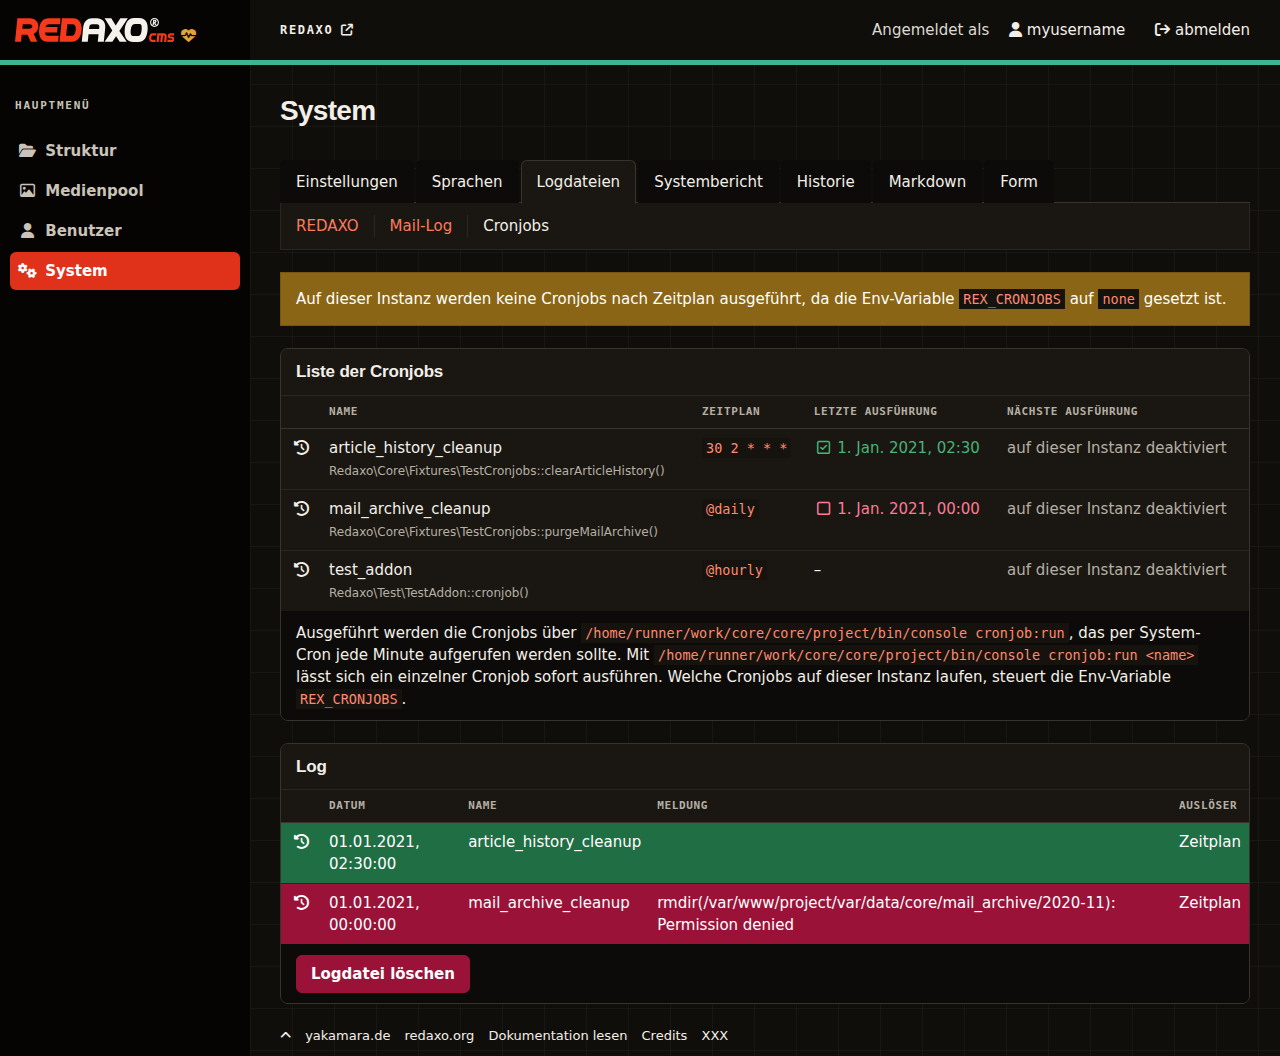 REDAXO® cms
REDAXO
Angemeldet als myusername abmelden
HAUPTMENÜ
Struktur
Medienpool
Benutzer
System
System
Einstellungen Sprachen Logdateien Systembericht Historie Markdown Form
REDAXO Mail-Log Cronjobs
Auf dieser Instanz werden keine Cronjobs nach Zeitplan ausgeführt, da die Env-Variable REX_CRONJOBS auf none gesetzt ist.
Liste der Cronjobs
NAME ZEITPLAN LETZTE AUSFÜHRUNG NÄCHSTE AUSFÜHRUNG
article_history_cleanup 30 2 * * * 1. Jan. 2021, 02:30 auf dieser Instanz deaktiviert
Redaxo\Core\Fixtures\TestCronjobs::clearArticleHistory()
mail_archive_cleanup @daily 1. Jan. 2021, 00:00 auf dieser Instanz deaktiviert
Redaxo\Core\Fixtures\TestCronjobs::purgeMailArchive()
test_addon @hourly – auf dieser Instanz deaktiviert
Redaxo\Test\TestAddon::cronjob()
Ausgeführt werden die Cronjobs über /home/runner/work/core/core/project/bin/console cronjob:run, das per System-
Cron jede Minute aufgerufen werden sollte. Mit /home/runner/work/core/core/project/bin/console cronjob:run <name>
lässt sich ein einzelner Cronjob sofort ausführen. Welche Cronjobs auf dieser Instanz laufen, steuert die Env-Variable
REX_CRONJOBS.
Log
DATUM NAME MELDUNG AUSLÖSER
01.01.2021, article_history_cleanup Zeitplan
02:30:00
01.01.2021, mail_archive_cleanup rmdir(/var/www/project/var/data/core/mail_archive/2020-11): Zeitplan
00:00:00 Permission denied
Logdatei löschen
yakamara.de redaxo.org Dokumentation lesen Credits XXX